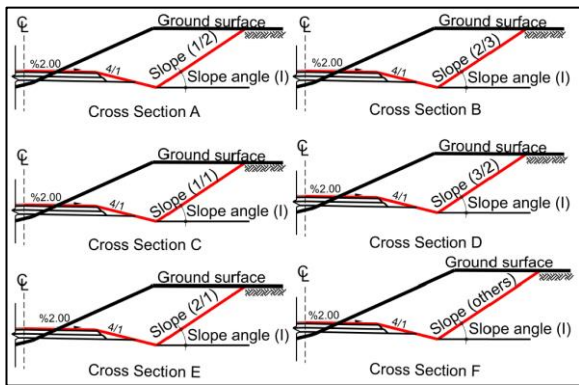 ℄
Ground surface
%2.00
4/1
Slope (1/2)
Slope angle (I)
Cross Section A
℄
Ground surface
%2.00
4/1
Slope (2/3)
Slope angle (I)
Cross Section B
℄
Ground surface
%2.00
4/1
Slope (1/1)
Slope angle (I)
Cross Section C
℄
Ground surface
%2.00
4/1
Slope (3/2)
Slope angle (I)
Cross Section D
℄
Ground surface
%2.00
4/1
Slope (2/1)
Slope angle (I)
Cross Section E
℄
Ground surface
%2.00
4/1
Slope (others)
Slope angle (I)
Cross Section F